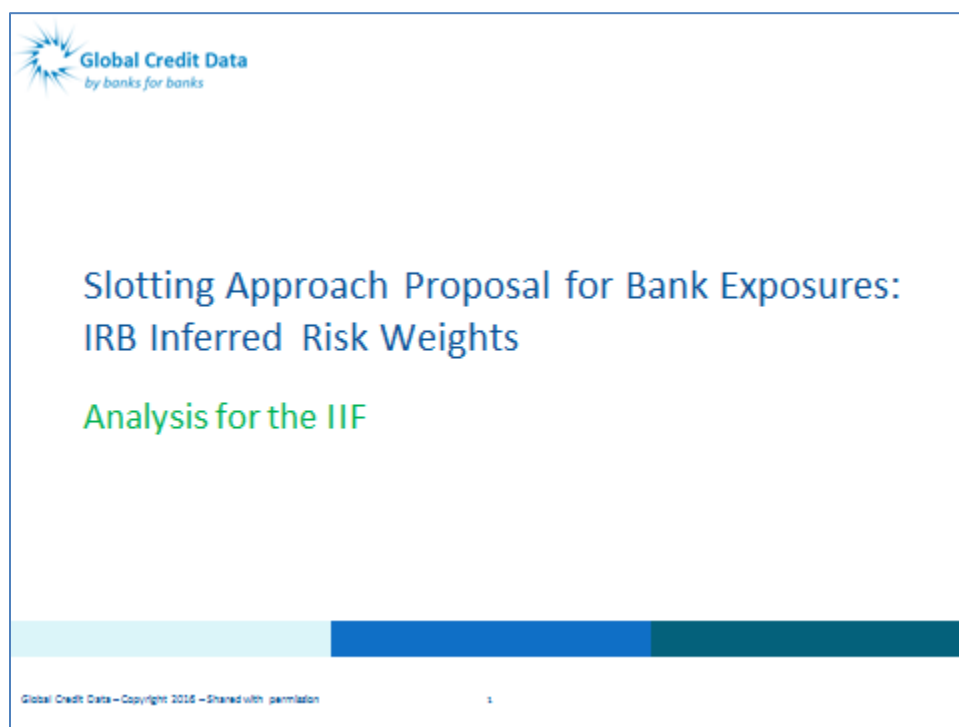 Global Credit Data
by banks for banks
Slotting Approach Proposal for Bank Exposures:
IRB Inferred Risk Weights
Analysis for the IIF
Global Credit Data – Copyright 2016 – Shared with permission
1